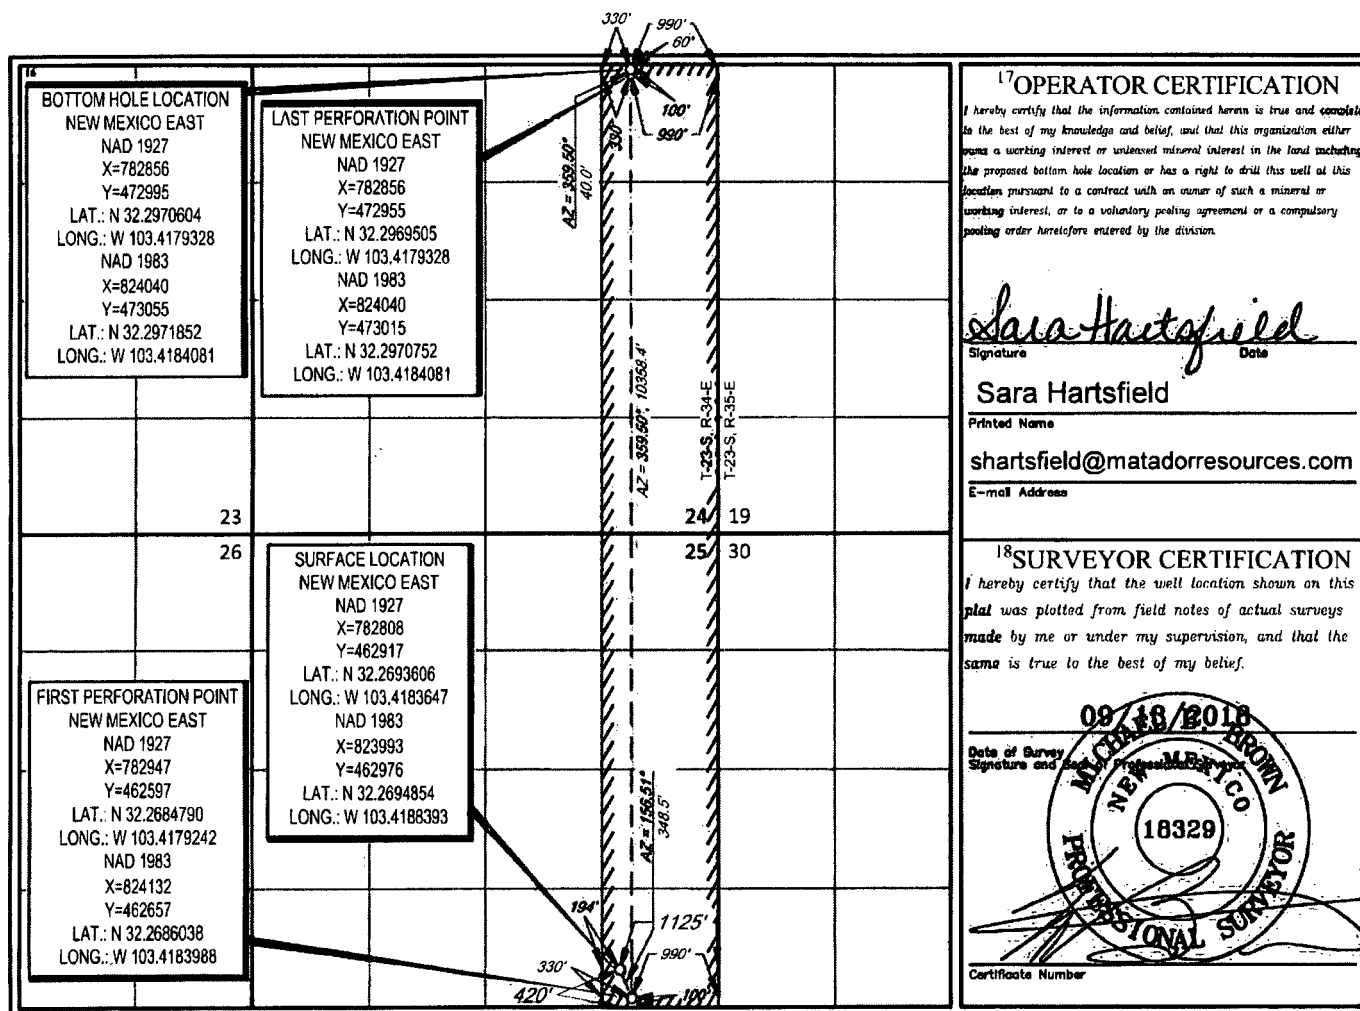 330'
990'
60'
16
BOTTOM HOLE LOCATION
NEW MEXICO EAST
NAD 1927
X=782856
Y=472995
LAT.: N 32.2970604
LONG.: W 103.4179328
NAD 1983
X=824040
Y=473055
LAT.: N 32.2971852
LONG.: W 103.4184081
LAST PERFORATION POINT
NEW MEXICO EAST
NAD 1927
X=782856
Y=472955
LAT.: N 32.2969505
LONG.: W 103.4179328
NAD 1983
X=824040
Y=473015
LAT.: N 32.2970752
LONG.: W 103.4184081
100'
330'
990'
AZ = 359.50°
40.0'
AZ = 359.50°, 10358.4'
T-23-S, R-34-E
T-23-S, R-35-E
23
24
19
26
25
30
SURFACE LOCATION
NEW MEXICO EAST
NAD 1927
X=782808
Y=462917
LAT.: N 32.2693606
LONG.: W 103.4183647
NAD 1983
X=823993
Y=462976
LAT.: N 32.2694854
LONG.: W 103.4188393
FIRST PERFORATION POINT
NEW MEXICO EAST
NAD 1927
X=782947
Y=462597
LAT.: N 32.2684790
LONG.: W 103.4179242
NAD 1983
X=824132
Y=462657
LAT.: N 32.2686038
LONG.: W 103.4183988
AZ = 156.51°
348.5'
194'
1125'
330'
990'
420'
100'
17OPERATOR CERTIFICATION
I hereby certify that the information contained herein is true and complete
to the best of my knowledge and belief, and that this organization either
owns a working interest or unleased mineral interest in the land including
the proposed bottom hole location or has a right to drill this well at this
location pursuant to a contract with an owner of such a mineral or
working interest, or to a voluntary pooling agreement or a compulsory
pooling order heretofore entered by the division.
Sara Hartsfield
Signature Date
Sara Hartsfield
Printed Name
shartsfield@matadorresources.com
E-mail Address
18SURVEYOR CERTIFICATION
I hereby certify that the well location shown on this
plat was plotted from field notes of actual surveys
made by me or under my supervision, and that the
same is true to the best of my belief.
Date of Survey
Signature and Seal of Professional Surveyor
MICHAEL B. BROWN
NEW MEXICO
18329
PROFESSIONAL SURVEYOR
Certificate Number